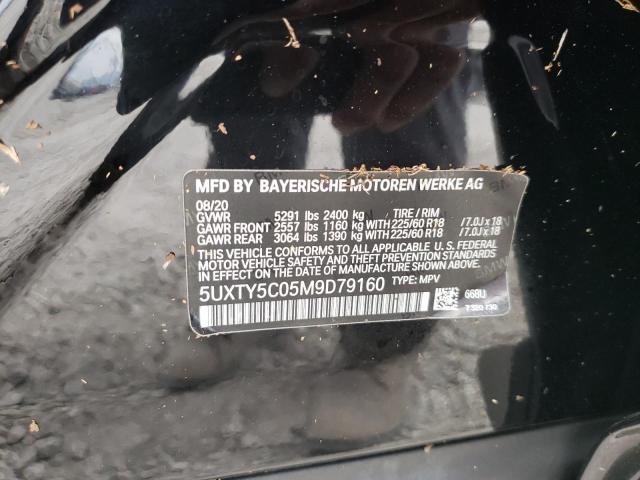 MFD BY BAYERISCHE MOTOREN WERKE AG
08/20
GVWR 5291 lbs 2400 kg TIRE / RIM
GAWR FRONT 2557 lbs 1160 kg WITH 225/60 R18 /7.0J x 18
GAWR REAR 3064 lbs 1390 kg WITH 225/60 R18 /7.0J x 18
THIS VEHICLE CONFORMS TO ALL APPLICABLE U.S. FEDERAL
MOTOR VEHICLE SAFETY, BUMPER, AND THEFT PREVENTION
STANDARDS IN EFFECT ON THE DATE OF MANUFACTURE SHOWN ABOVE.
5UXTY5C05M9D79160 TYPE: MPV
G68U
7320730